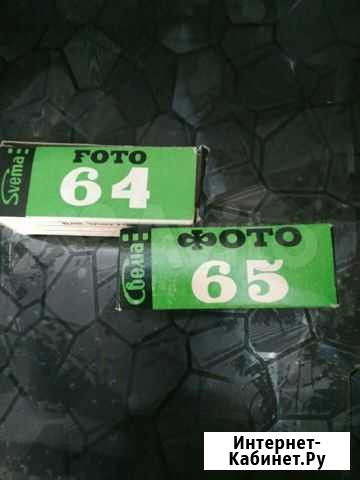 Svema
FOTO
64
Свема
ФОТО
65
Интернет-
Кабинет.Ру